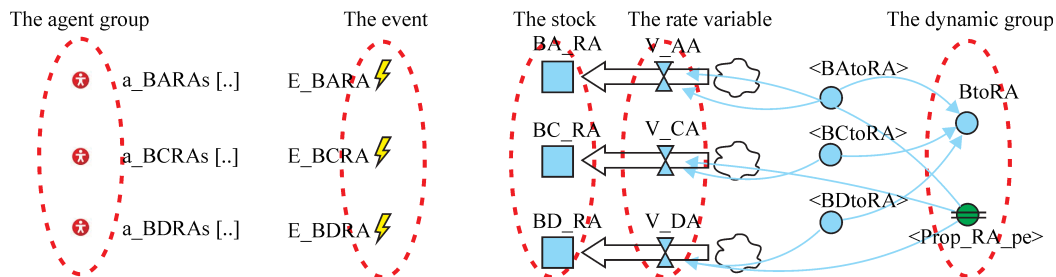 The agent group
The event
The stock
The rate variable
The dynamic group
BA_RA
V_AA
<BAtoRA>
a_BARAs [..]
E_BARA
BtoRA
BC_RA
V_CA
<BCtoRA>
a_BCRAs [..]
E_BCRA
<BDtoRA>
BD_RA
V_DA
a_BDRAs [..]
E_BDRA
<Prop_RA_pe>